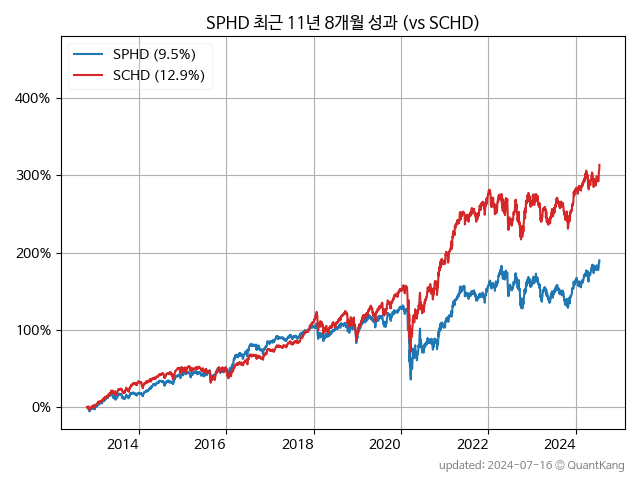 SPHD 최근 11년 8개월 성과 (vs SCHD)
SPHD (9.5%)
SCHD (12.9%)
400%
300%
200%
100%
0%
2014 2016 2018 2020 2022 2024
updated: 2024-07-16 © QuantKang